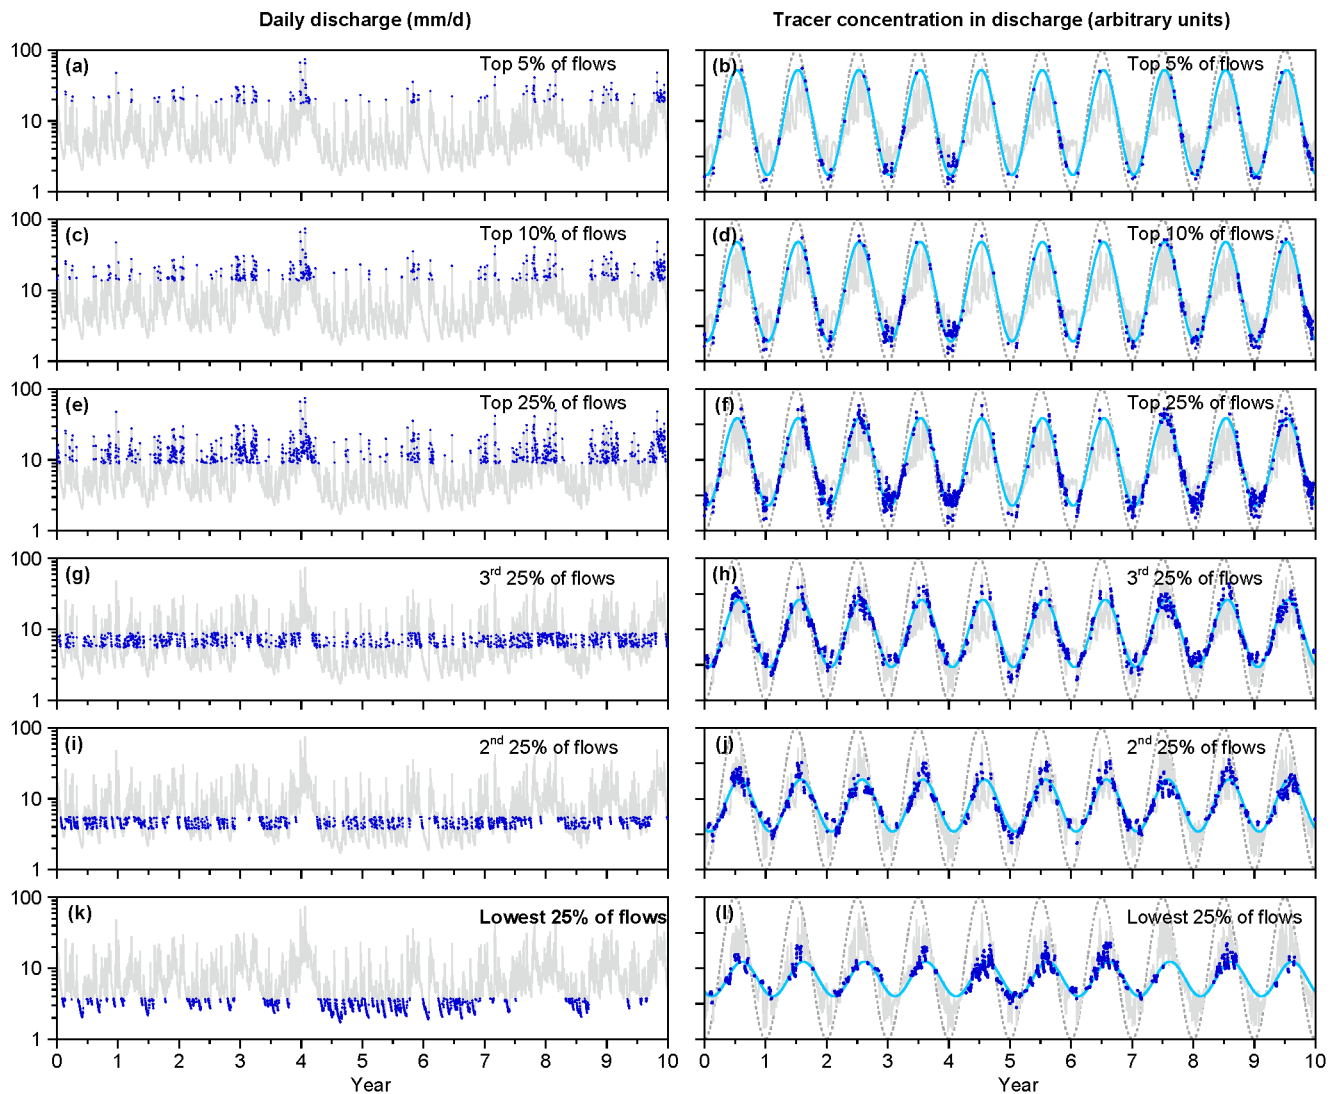 Daily discharge (mm/d)
Tracer concentration in discharge (arbitrary units)
100
10
1
(a)
Top 5% of flows
(b)
Top 5% of flows
100
10
1
(c)
Top 10% of flows
(d)
Top 10% of flows
100
10
1
(e)
Top 25% of flows
(f)
Top 25% of flows
100
10
1
(g)
3rd 25% of flows
(h)
3rd 25% of flows
100
10
1
(i)
2nd 25% of flows
(j)
2nd 25% of flows
100
10
1
(k)
Lowest 25% of flows
(l)
Lowest 25% of flows
0 1 2 3 4 5 6 7 8 9 10
0 1 2 3 4 5 6 7 8 9 10
Year
Year